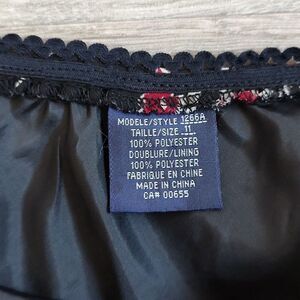 MODELE/STYLE 1266A
TAILLE/SIZE 11
100% POLYESTER
DOUBLURE/LINING
100% POLYESTER
FABRIQUE EN CHINE
MADE IN CHINA
CA# 00655